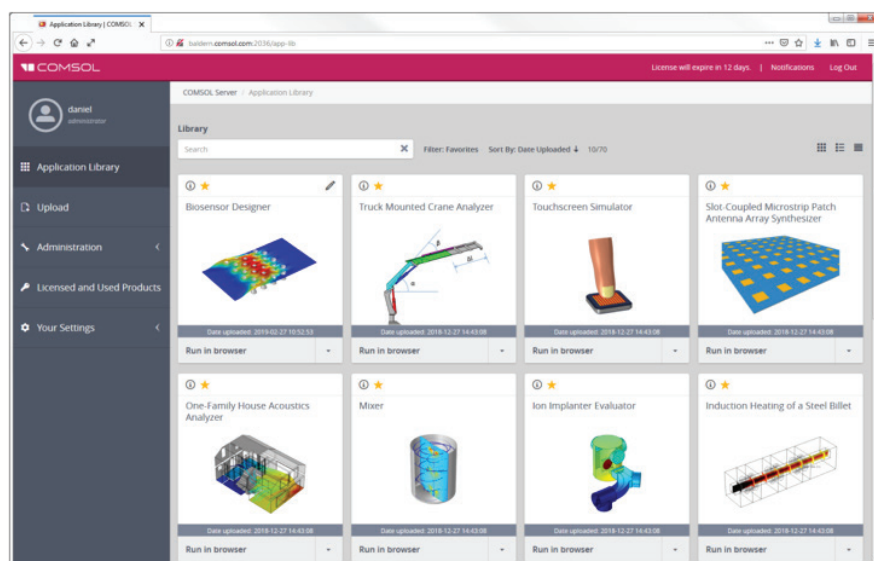 Application Library | COMSOL
baldern.comsol.com:2036/app-lib
COMSOL
License will expire in 12 days. | Notifications Log Out
daniel
administrator
COMSOL Server / Application Library
Library
Search
Filter: Favorites Sort By: Date Uploaded ↓ 10/70
Application Library
Upload
Administration
Licensed and Used Products
Your Settings
Biosensor Designer
Date uploaded: 2019-02-27 10:52:53
Run in browser
Truck Mounted Crane Analyzer
β
α
Date uploaded: 2018-12-27 14:43:08
Run in browser
Touchscreen Simulator
Date uploaded: 2018-12-27 14:43:08
Run in browser
Slot-Coupled Microstrip Patch
Antenna Array Synthesizer
Date uploaded: 2018-12-27 14:43:08
Run in browser
One-Family House Acoustics
Analyzer
Date uploaded: 2018-12-27 14:43:08
Run in browser
Mixer
Date uploaded: 2018-12-27 14:43:08
Run in browser
Ion Implanter Evaluator
Date uploaded: 2018-12-27 14:43:08
Run in browser
Induction Heating of a Steel Billet
Date uploaded: 2018-12-27 14:43:08
Run in browser